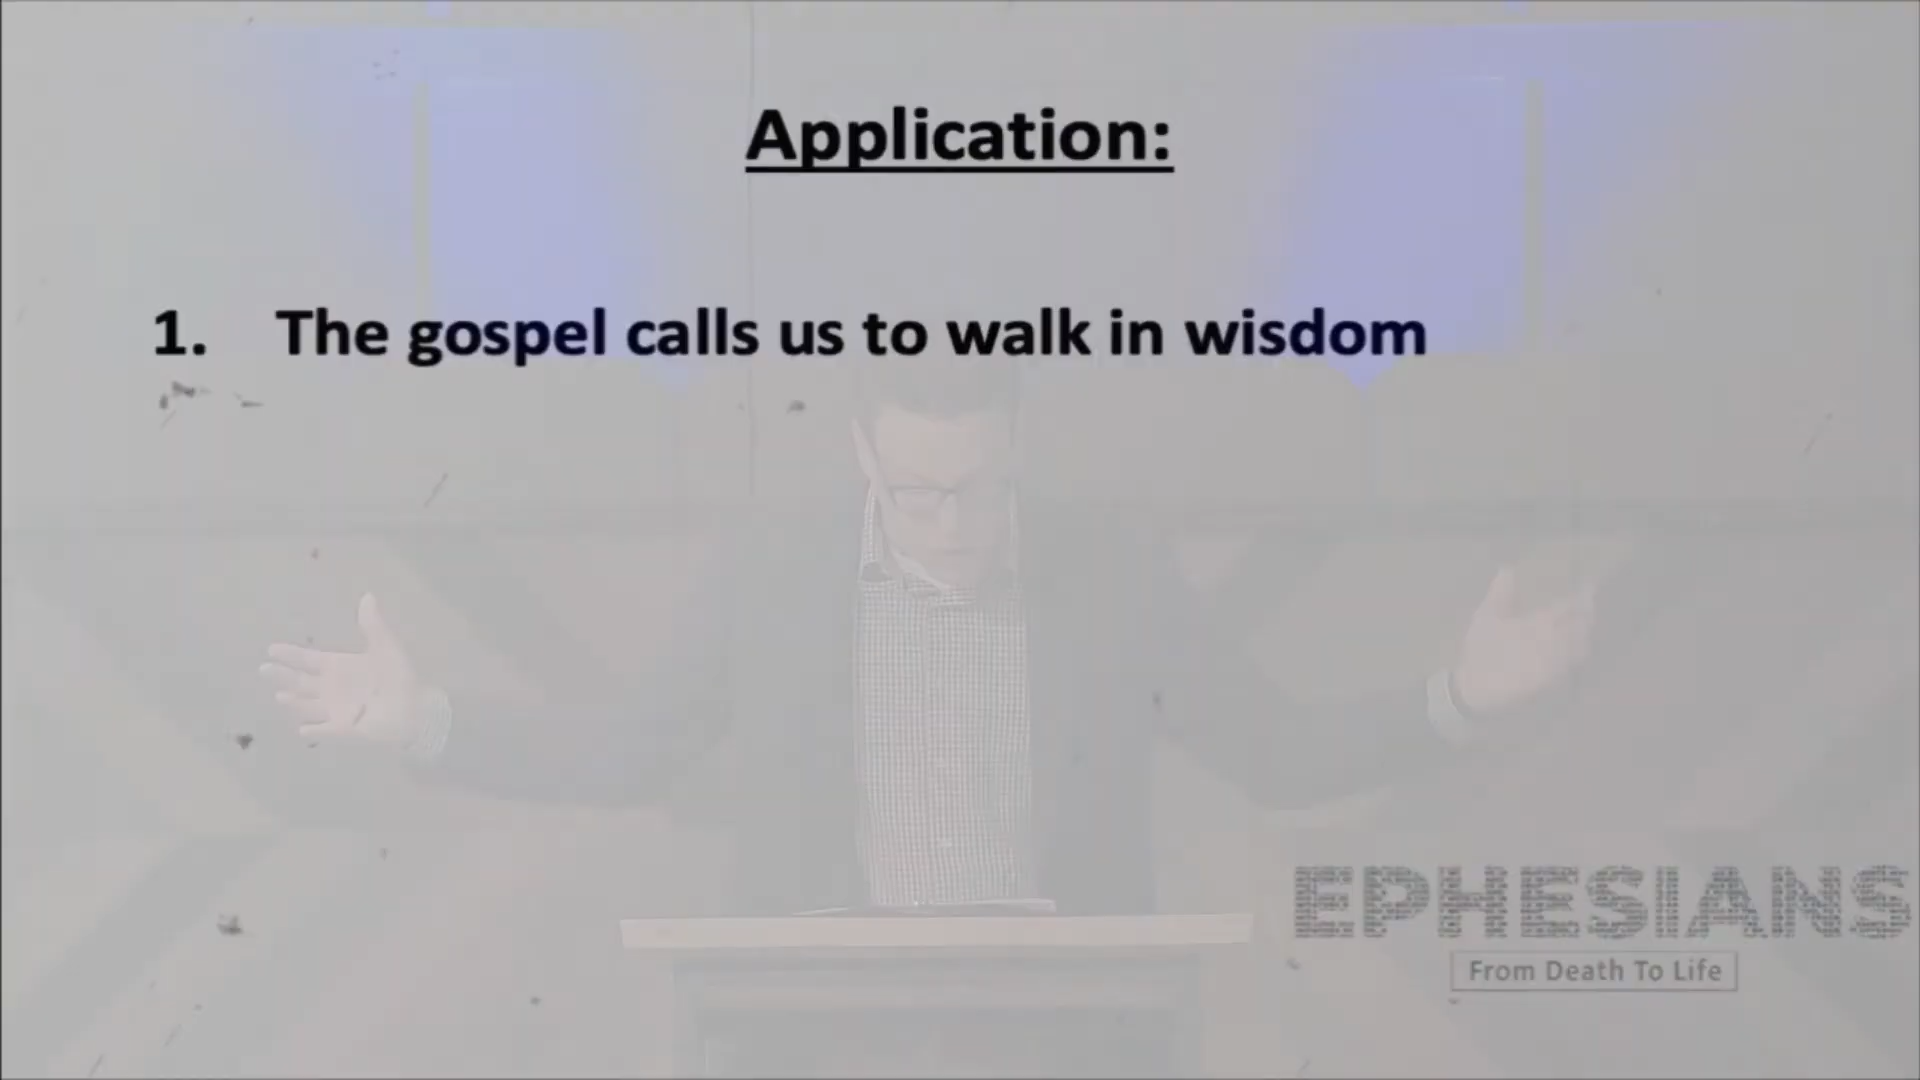 Application:
1. The gospel calls us to walk in wisdom
EPHESIANS
From Death To Life